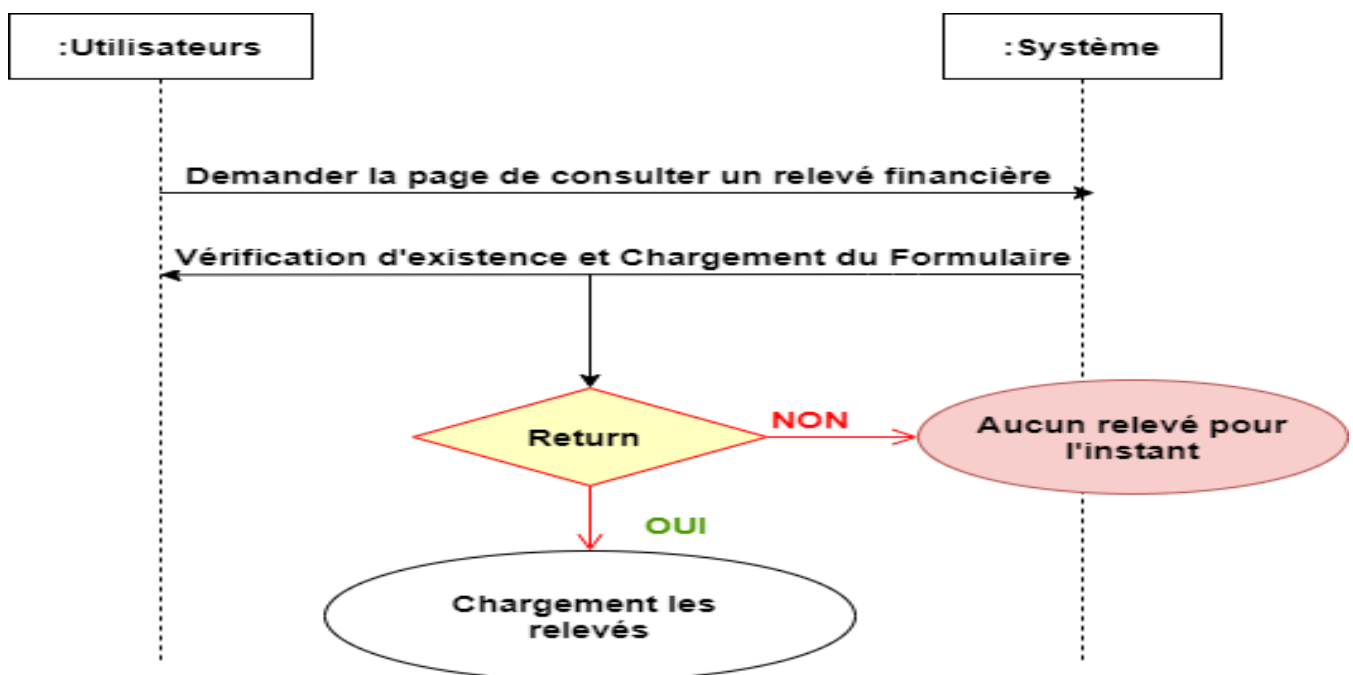 :Utilisateurs
:Système
Demander la page de consulter un relevé financière
Vérification d'existence et Chargement du Formulaire
Return
NON
Aucun relevé pour
l'instant
OUI
Chargement les
relevés